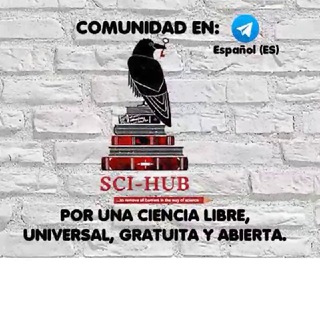 COMUNIDAD EN:
Español (ES)
SCI-HUB
...to remove all barriers in the way of science
POR UNA CIENCIA LIBRE,
UNIVERSAL, GRATUITA Y ABIERTA.